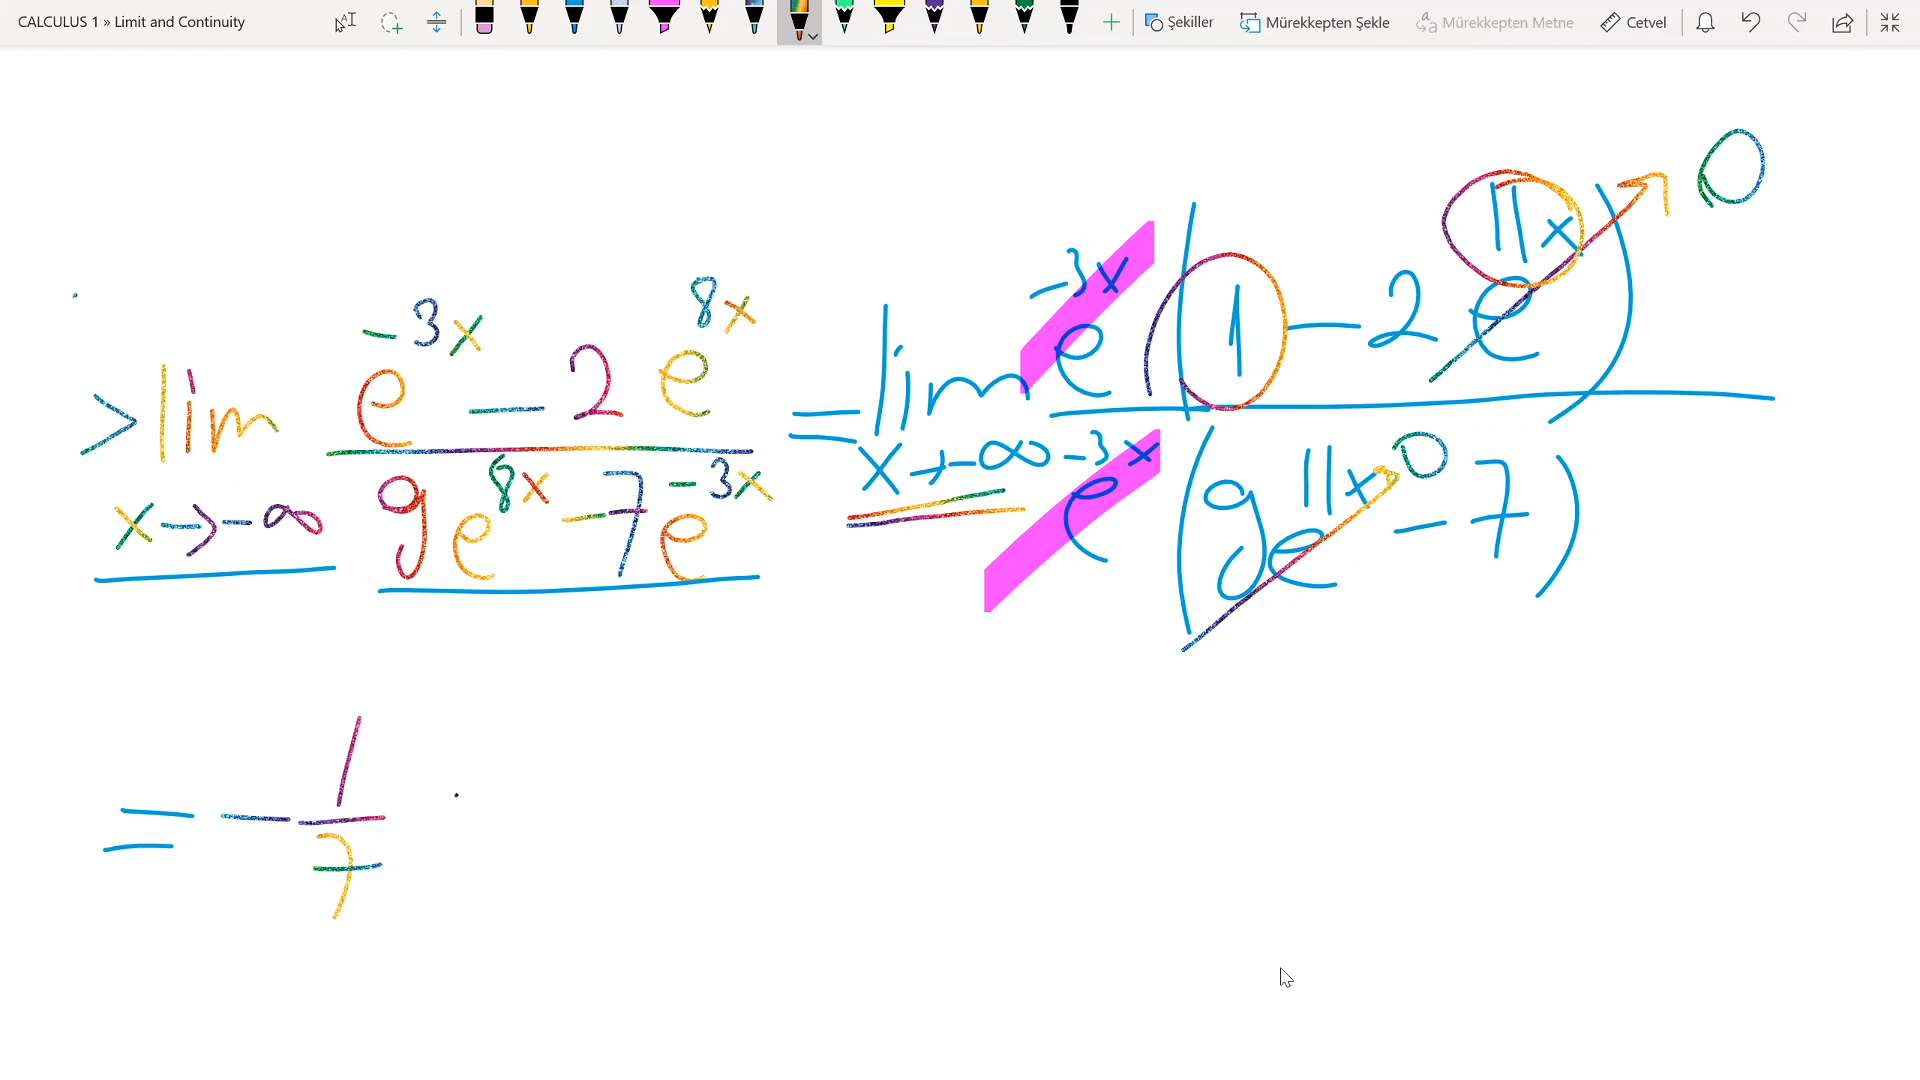 CALCULUS 1 » Limit and Continuity
Şekiller
Mürekkepten Şekle
Mürekkepten Metne
Cetvel
> lim x→-∞ (e^(-3x) - 2e^(8x)) / (9e^(8x) - 7e^(-3x)) = lim x→-∞ (e^(-3x) (1 - 2e^(11x))) / (e^(-3x) (9e^(11x) - 7))
0
0
= - 1/7